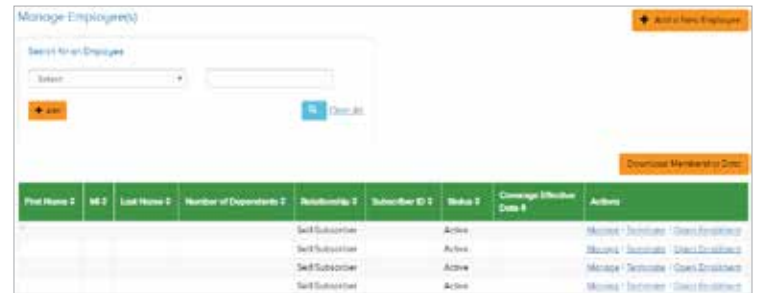 Manage Employee(s)
Add a New Employee
Search for an Employee
Select
Add
Clear All
Download Membership Data
First Name MI Last Name Number of Dependents Relationship Subscriber ID Status Coverage Effective Date Actions
Self/Subscriber Active Manage | Terminate | Open Enrollment
Self/Subscriber Active Manage | Terminate | Open Enrollment
Self/Subscriber Active Manage | Terminate | Open Enrollment
Self/Subscriber Active Manage | Terminate | Open Enrollment